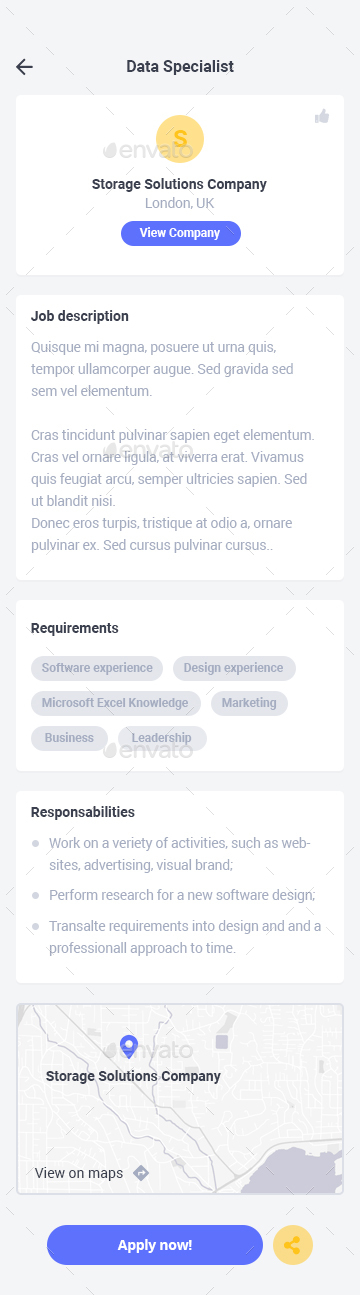 Data Specialist
S
envato
Storage Solutions Company
London, UK
View Company
Job description
Quisque mi magna, posuere ut urna quis,
tempor ullamcorper augue. Sed gravida sed
sem vel elementum.
Cras tincidunt pulvinar sapien eget elementum.
Cras vel ornare ligula, at viverra erat. Vivamus
envato
quis feugiat arcu, semper ultricies sapien. Sed
ut blandit nisi.
Donec eros turpis, tristique at odio a, ornare
pulvinar ex. Sed cursus pulvinar cursus..
Requirements
Software experience Design experience
Microsoft Excel Knowledge Marketing
Business Leadership
envato
Responsabilities
Work on a veriety of activities, such as web-
sites, advertising, visual brand;
Perform research for a new software design;
Transalte requirements into design and and a
professionall approach to time.
envato
Storage Solutions Company
View on maps
Apply now!